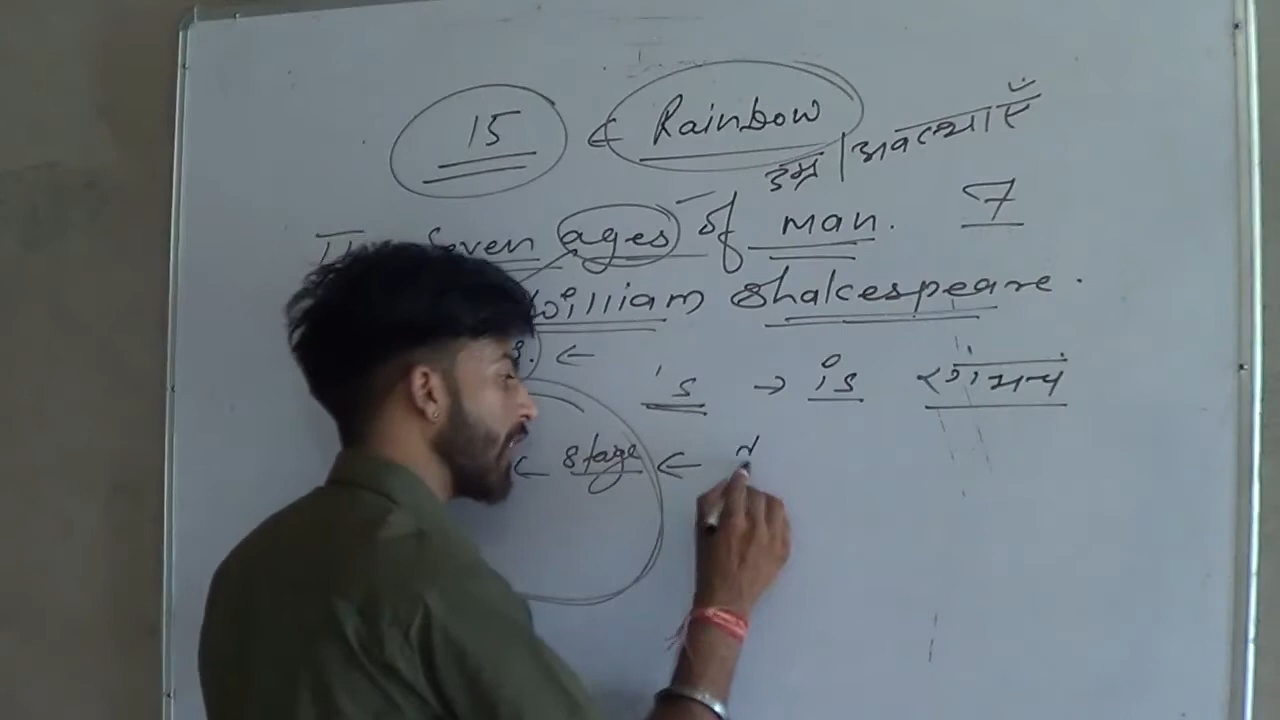 15 ← Rainbow
उम्र | अवस्थाएँ
Seven ages of man. 7
William Shakespeare.
←
's → is रंगमंच
← stage ←